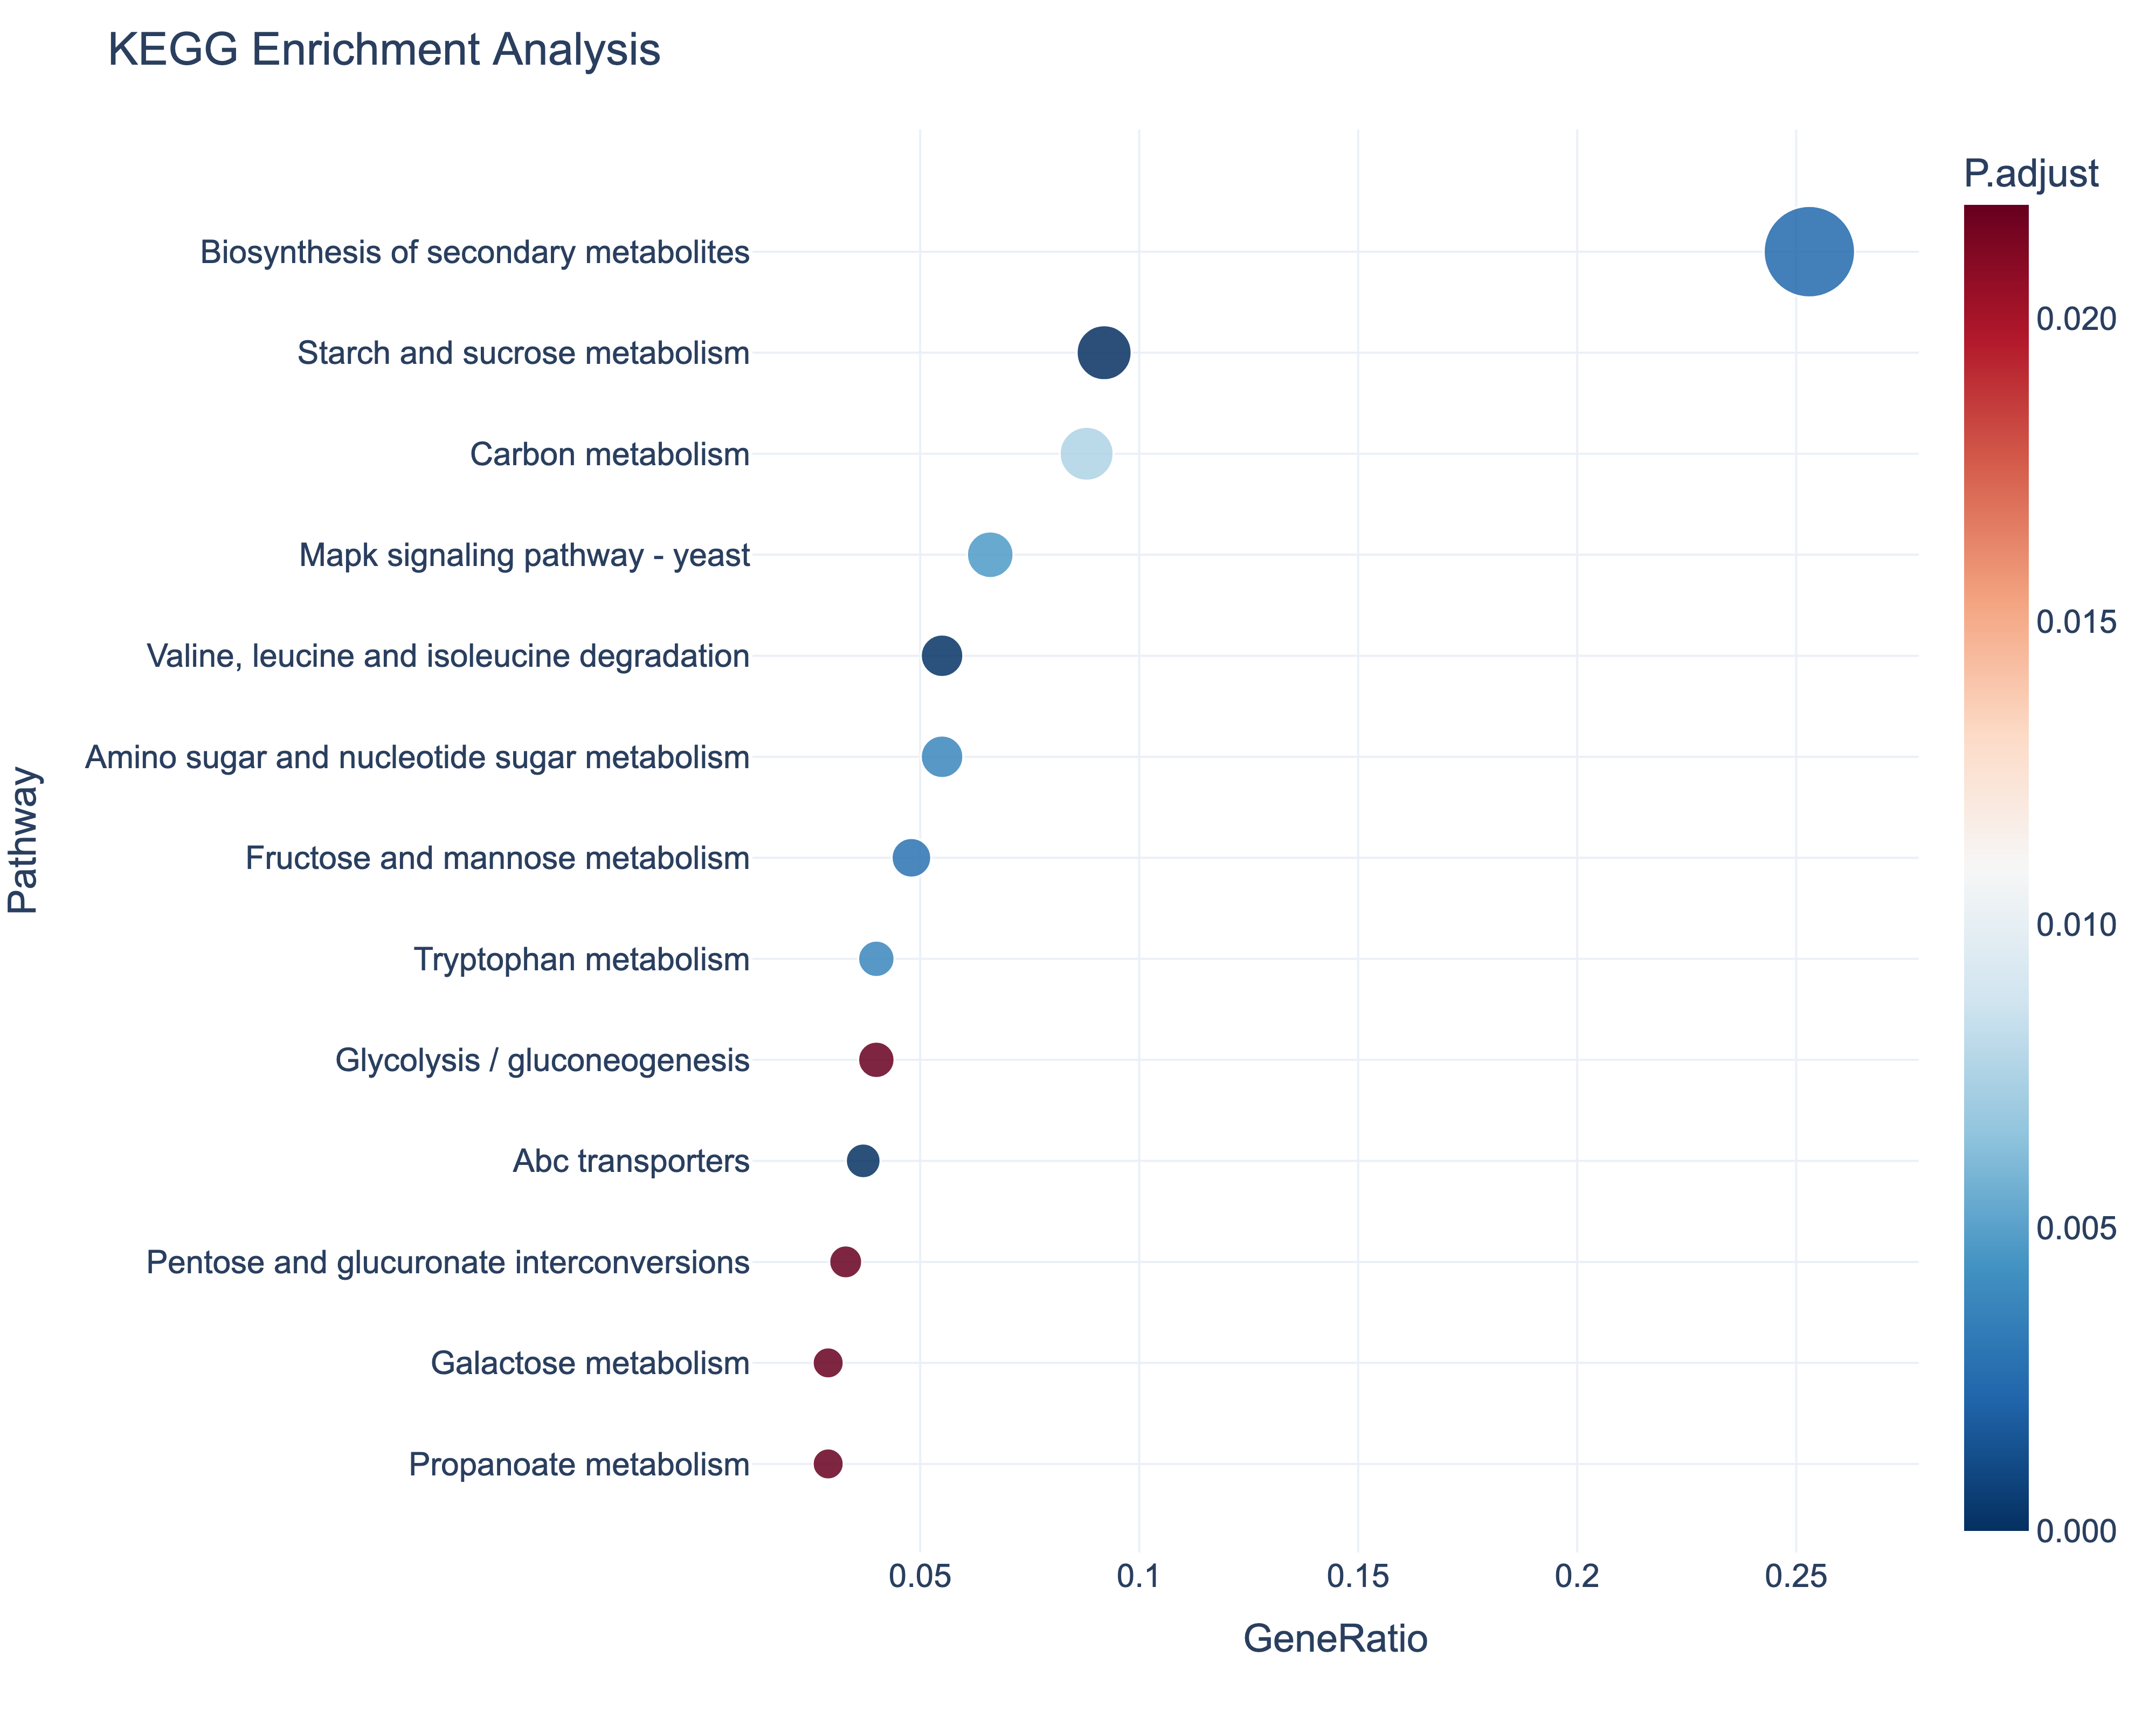 KEGG Enrichment Analysis
P.adjust
Biosynthesis of secondary metabolites
Starch and sucrose metabolism
Carbon metabolism
Mapk signaling pathway - yeast
Valine, leucine and isoleucine degradation
Amino sugar and nucleotide sugar metabolism
Fructose and mannose metabolism
Tryptophan metabolism
Glycolysis / gluconeogenesis
Abc transporters
Pentose and glucuronate interconversions
Galactose metabolism
Propanoate metabolism
Pathway
0.05
0.1
0.15
0.2
0.25
GeneRatio
0.020
0.015
0.010
0.005
0.000